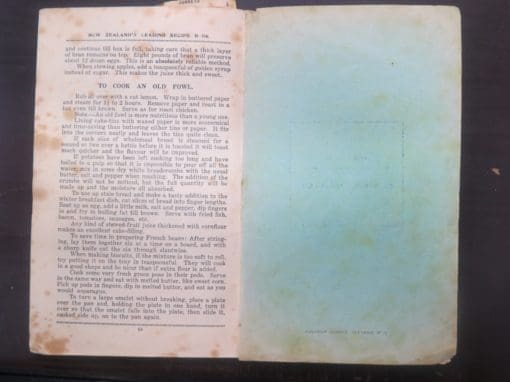 NEW ZEALAND'S LEADING RECIPE BOOK
and continue till box is full, taking care that a thick layer
of bran remains on top. Eight pounds of bran will preserve
about 12 dozen eggs. This is an absolutely reliable method.
When stewing apples, add a teaspoonful of golden syrup
instead of sugar. This makes the juice thick and sweet.
TO COOK AN OLD FOWL.
Rub all over with a cut lemon. Wrap in buttered paper
and steam for 1½ to 2 hours. Remove paper and roast in a
hot oven till brown. Serve as for roast chicken.
Note.—An old fowl is more nutritious than a young one.
Lining cake-tins with waxed paper is more economical
and time-saving than buttering either tins or paper. It fits
into the corners neatly and leaves the tins quite clean.
If each slice of wholemeal bread is steamed for a
second or two over a kettle before it is toasted it will toast
much quicker and the flavour will be improved.
If potatoes have been left cooking too long and have
boiled to a pulp so that it is impossible to pour off all the
water, mix in some dry white breadcrumbs with the usual
butter, salt and pepper when mashing. The addition of the
crumbs will not be noticed, but the full quantity will be
made up and the moisture all absorbed.
To use up stale bread and make a tasty addition to the
winter breakfast dish, cut slices of bread into finger lengths.
Beat up an egg, add a little milk, salt and pepper, dip fingers
in and fry in boiling fat till brown. Serve with fried fish,
bacon, tomatoes, sausages, etc.
Any kind of stewed fruit juice thickened with cornflour
makes an excellent cake-filling.
To save time in preparing French beans: After string-
ing, lay them together six at a time on a board, and with
a sharp knife cut the six through slantwise.
When making biscuits, if the mixture is too soft to roll,
try putting it on the tray in teaspoonsful. They will cook
in a good shape and be nicer than if extra flour is added.
Cook some very fresh green peas in their pods. Serve
in the same way and eat with melted butter, like sweet corn.
Pick up pods in fingers, dip in melted butter, and eat as you
would asparagus.
To turn a large omelet without breaking, place a plate
over the pan and, holding the plate in one hand, turn it
over so that the omelet falls into the plate, then slide it,
cooked side up, on to the pan again.